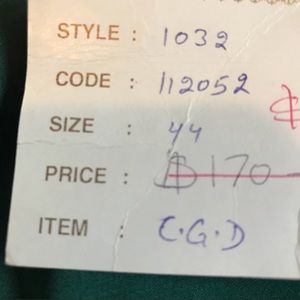 STYLE : 1032
CODE : 112052
SIZE : 44
PRICE : $170
ITEM : C.G.D